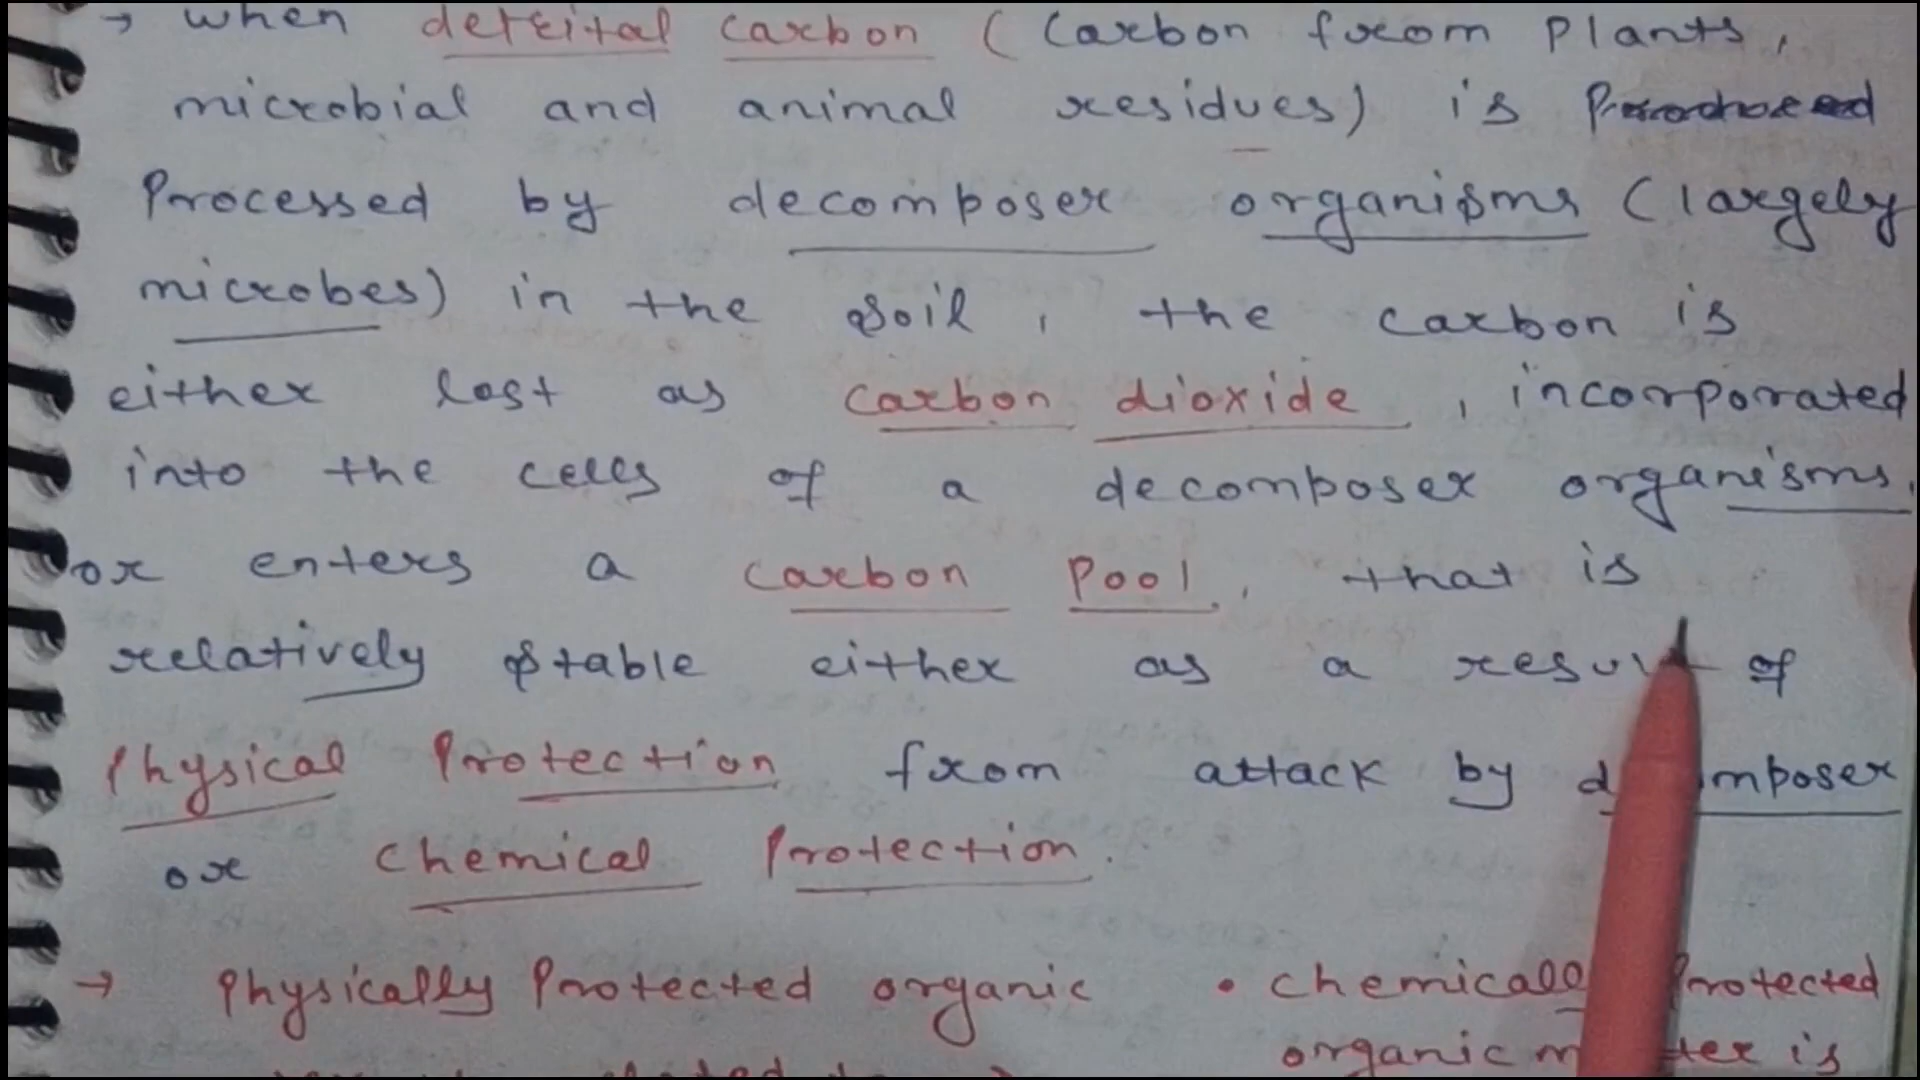 → when detrital carbon ( Carbon from Plants,
microbial and animal residues) is
Processed by decomposer organisms (largely
microbes) in the soil, the carbon is
either lost as carbon dioxide, incorporated
into the cells of a decomposer organisms.
or enters a carbon Pool, that is
relatively stable either as a result of
Physical Protection from attack by decomposer
or Chemical Protection.
→ Physically Protected organic
• Chemically Protected
organic matter is